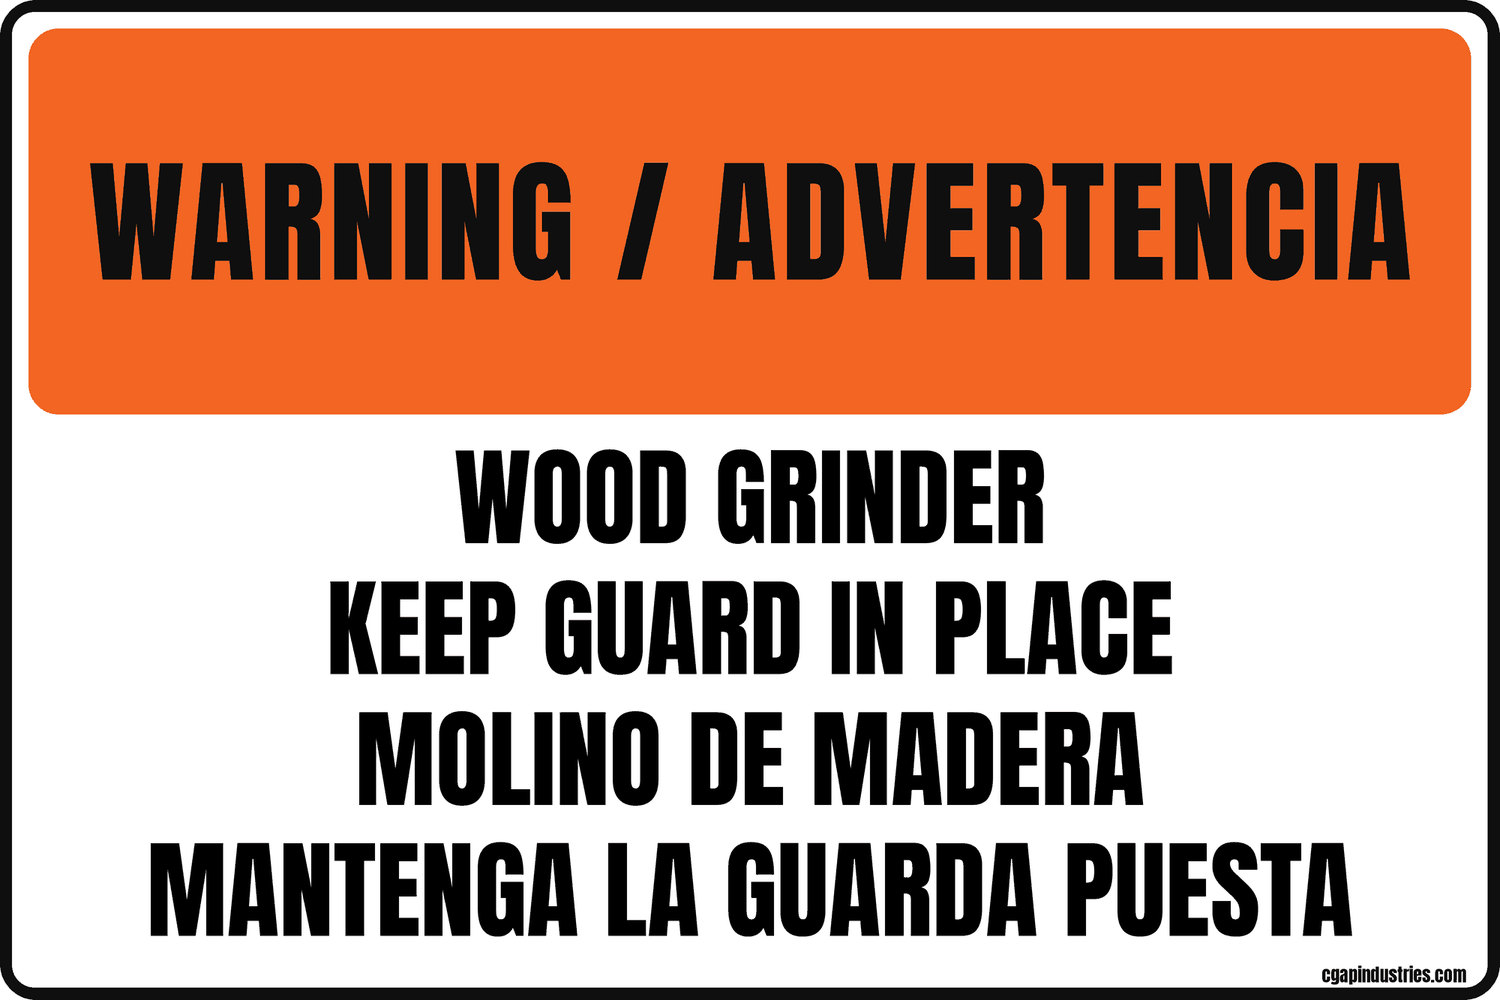 WARNING / ADVERTENCIA
WOOD GRINDER
KEEP GUARD IN PLACE
MOLINO DE MADERA
MANTENGA LA GUARDA PUESTA
cgapindustries.com